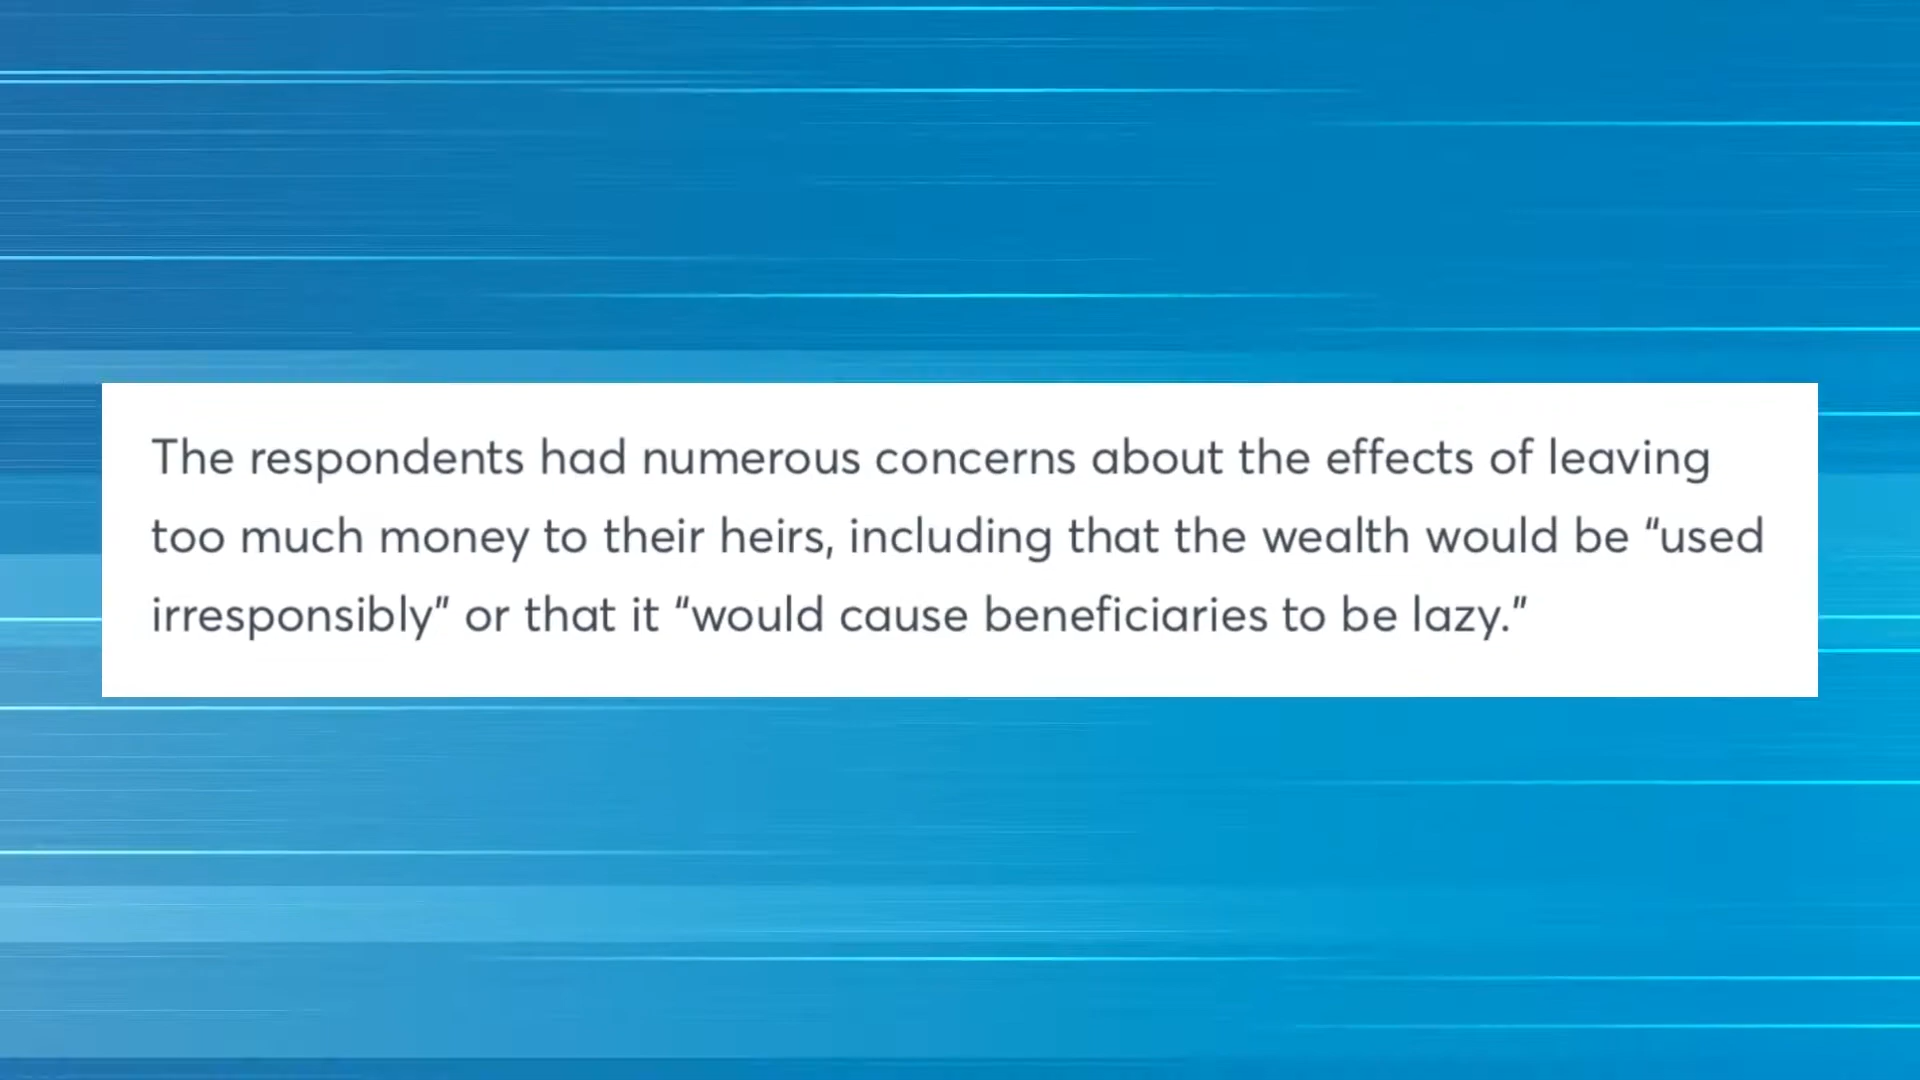 The respondents had numerous concerns about the effects of leaving
too much money to their heirs, including that the wealth would be “used
irresponsibly” or that it “would cause beneficiaries to be lazy.”